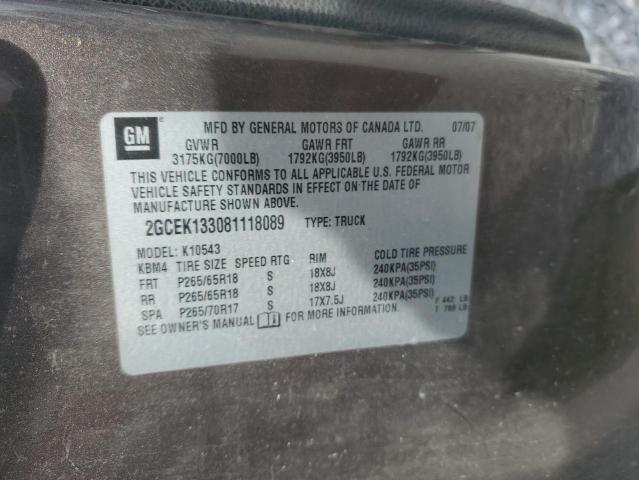 GM
MFD BY GENERAL MOTORS OF CANADA LTD. 07/07
GVWR GAWR FRT GAWR RR
3175KG(7000LB) 1792KG(3950LB) 1792KG(3950LB)
THIS VEHICLE CONFORMS TO ALL APPLICABLE U.S. FEDERAL MOTOR
VEHICLE SAFETY STANDARDS IN EFFECT ON THE DATE OF
MANUFACTURE SHOWN ABOVE.
2GCEK133081118089 TYPE: TRUCK
MODEL: K10543
KBM4 TIRE SIZE SPEED RTG RIM COLD TIRE PRESSURE
FRT P265/65R18 S 18X8J 240KPA(35PSI)
RR P265/65R18 S 18X8J 240KPA(35PSI)
SPA P265/70R17 S 17X7.5J 240KPA(35PSI)
F 442 LB
SEE OWNER'S MANUAL FOR MORE INFORMATION.